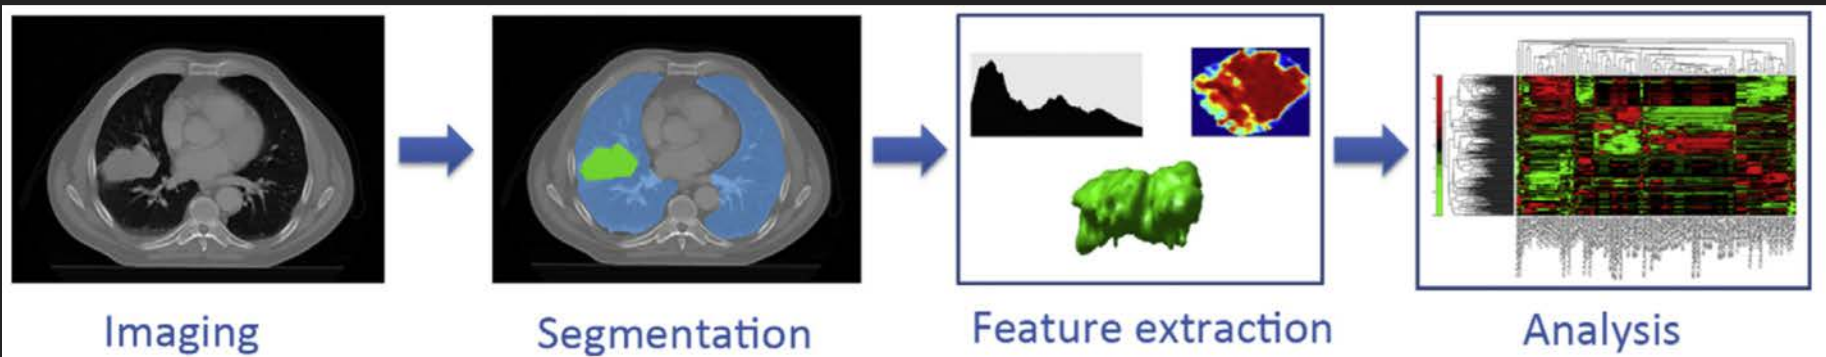 Imaging
Segmentation
Feature extraction
Analysis